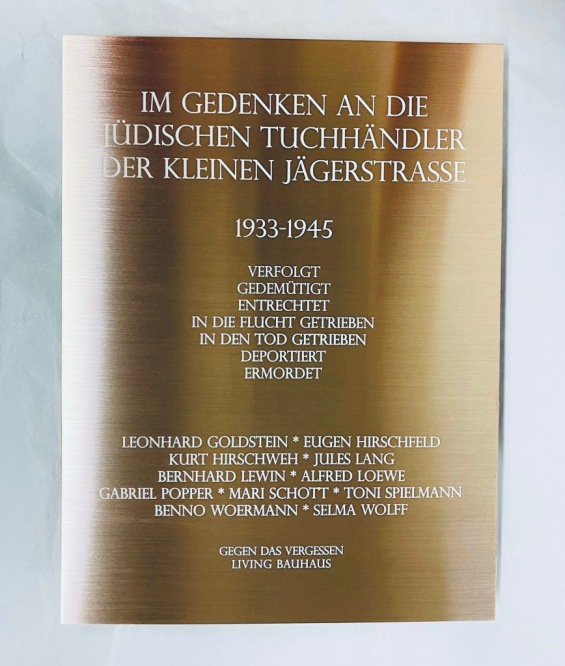 IM GEDENKEN AN DIE
JÜDISCHEN TUCHHÄNDLER
DER KLEINEN JÄGERSTRASSE
1933-1945
VERFOLGT
GEDEMÜTIGT
ENTRECHTET
IN DIE FLUCHT GETRIEBEN
IN DEN TOD GETRIEBEN
DEPORTIERT
ERMORDET
LEONHARD GOLDSTEIN * EUGEN HIRSCHFELD
KURT HIRSCHWEH * JULES LANG
BERNHARD LEWIN * ALFRED LOEWE
GABRIEL POPPER * MARI SCHOTT * TONI SPIELMANN
BENNO WOERMANN * SELMA WOLFF
GEGEN DAS VERGESSEN
LIVING BAUHAUS